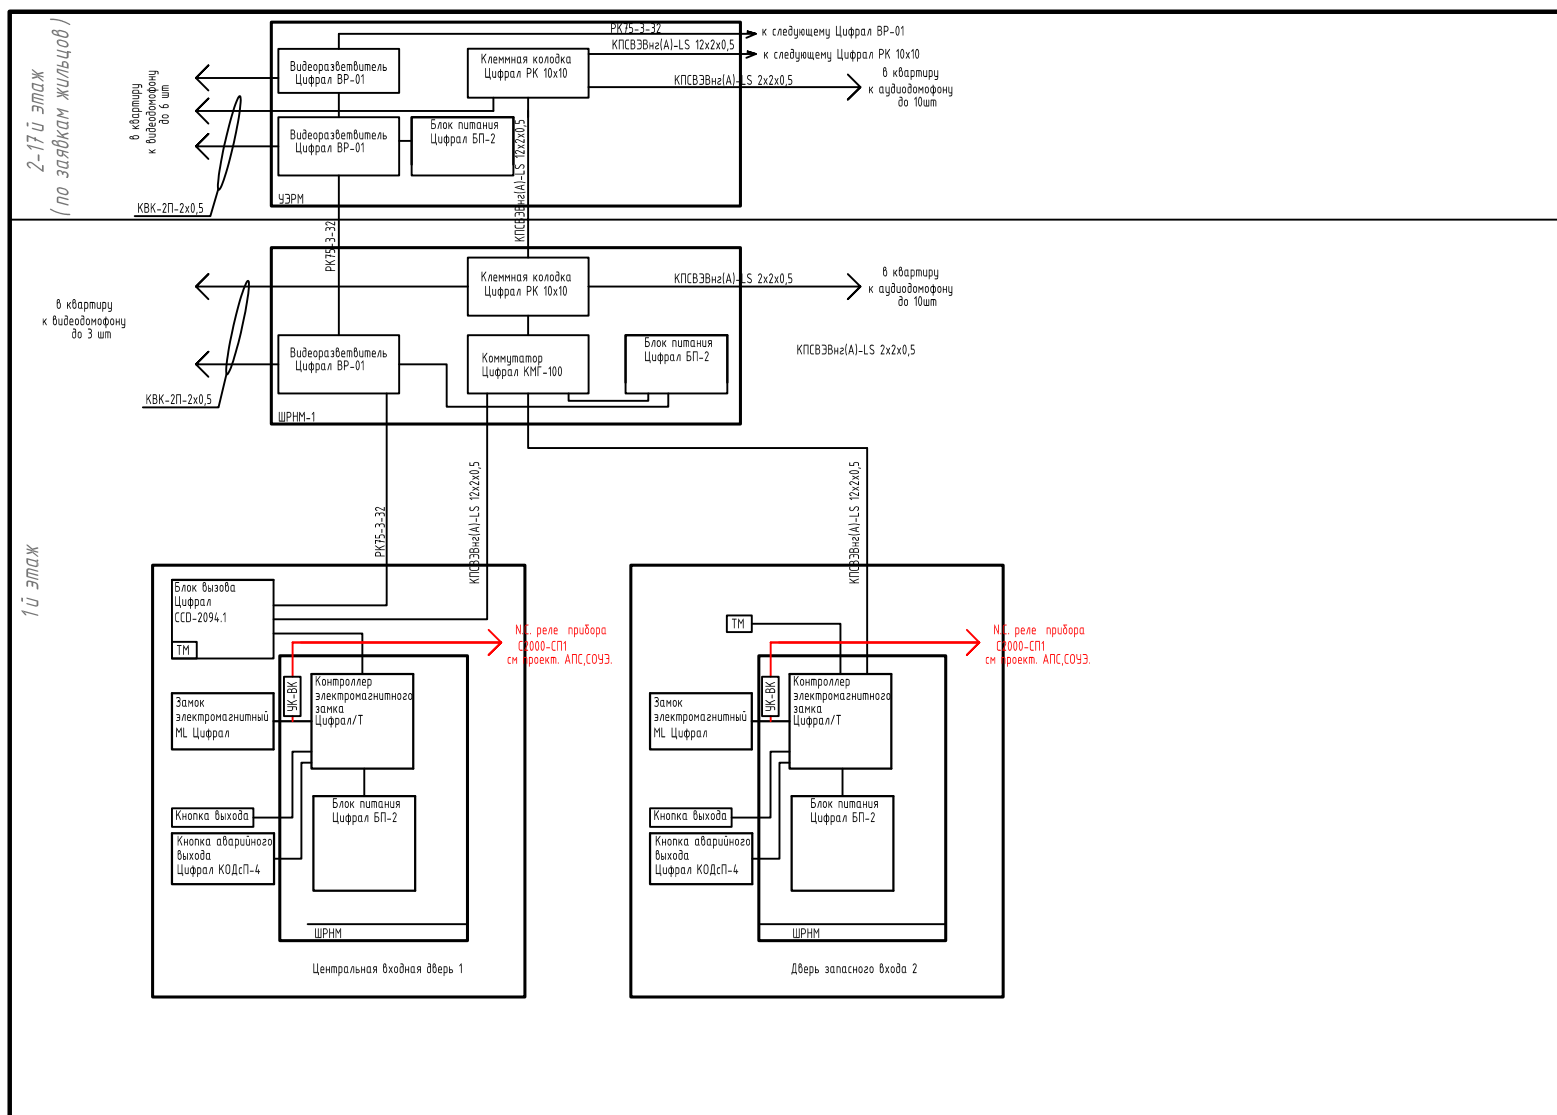 2-17й этаж
(по заявкам жильцов)
РК75-3-32
к следующему Цифрал ВР-01
КПСВЭВнг(А)-LS 12х2х0,5
к следующему Цифрал РК 10х10
Видеоразветвитель
Цифрал ВР-01
Клеммная колодка
Цифрал РК 10х10
КПСВЭВнг(А)-LS 2х2х0,5
в квартиру
к аудиодомофону
до 10шт
в квартиру
к видеодомофону
до 6 шт
Видеоразветвитель
Цифрал ВР-01
Блок питания
Цифрал БП-2
КПСВЭВнг(А)-LS 12х2х0,5
УЭРМ
КВК-2П-2х0,5
РК75-3-32
Клеммная колодка
Цифрал РК 10х10
КПСВЭВнг(А)-LS 2х2х0,5
в квартиру
к аудиодомофону
до 10шт
в квартиру
к видеодомофону
до 3 шт
Видеоразветвитель
Цифрал ВР-01
Коммутатор
Цифрал КМГ-100
Блок питания
Цифрал БП-2
КПСВЭВнг(А)-LS 2х2х0,5
КВК-2П-2х0,5
ШРНМ-1
1й этаж
РК75-3-32
КПСВЭВнг(А)-LS 12х2х0,5
КПСВЭВнг(А)-LS 12х2х0,5
Блок вызова
Цифрал
CCD-2094.1
ТМ
N.C. реле прибора
С2000-СП1
см проект. АПС,СОУЭ.
УК-ВК
Контроллер
электромагнитного
замка
Цифрал/Т
Замок
электромагнитный
ML Цифрал
Блок питания
Цифрал БП-2
Кнопка выхода
Кнопка аварийного
выхода
Цифрал КОДсП-4
ШРНМ
Центральная входная дверь 1
ТМ
N.C. реле прибора
С2000-СП1
см проект. АПС,СОУЭ.
УК-ВК
Контроллер
электромагнитного
замка
Цифрал/Т
Замок
электромагнитный
ML Цифрал
Блок питания
Цифрал БП-2
Кнопка выхода
Кнопка аварийного
выхода
Цифрал КОДсП-4
ШРНМ
Дверь запасного входа 2